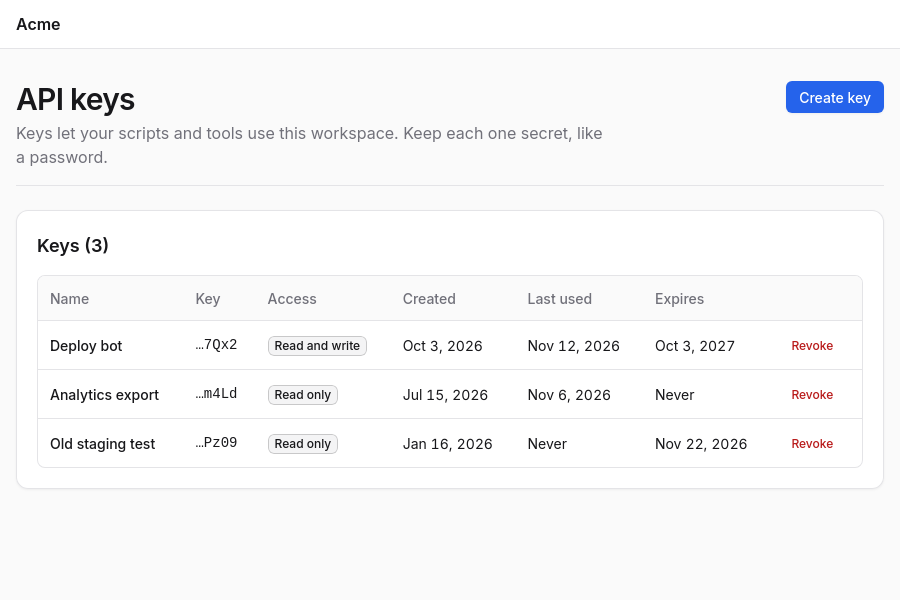 Acme
API keys
Create key
Keys let your scripts and tools use this workspace. Keep each one secret, like
a password.
Keys (3)
Name Key Access Created Last used Expires
Deploy bot …7Qx2 Read and write Oct 3, 2026 Nov 12, 2026 Oct 3, 2027 Revoke
Analytics export …m4Ld Read only Jul 15, 2026 Nov 6, 2026 Never Revoke
Old staging test …Pz09 Read only Jan 16, 2026 Never Nov 22, 2026 Revoke